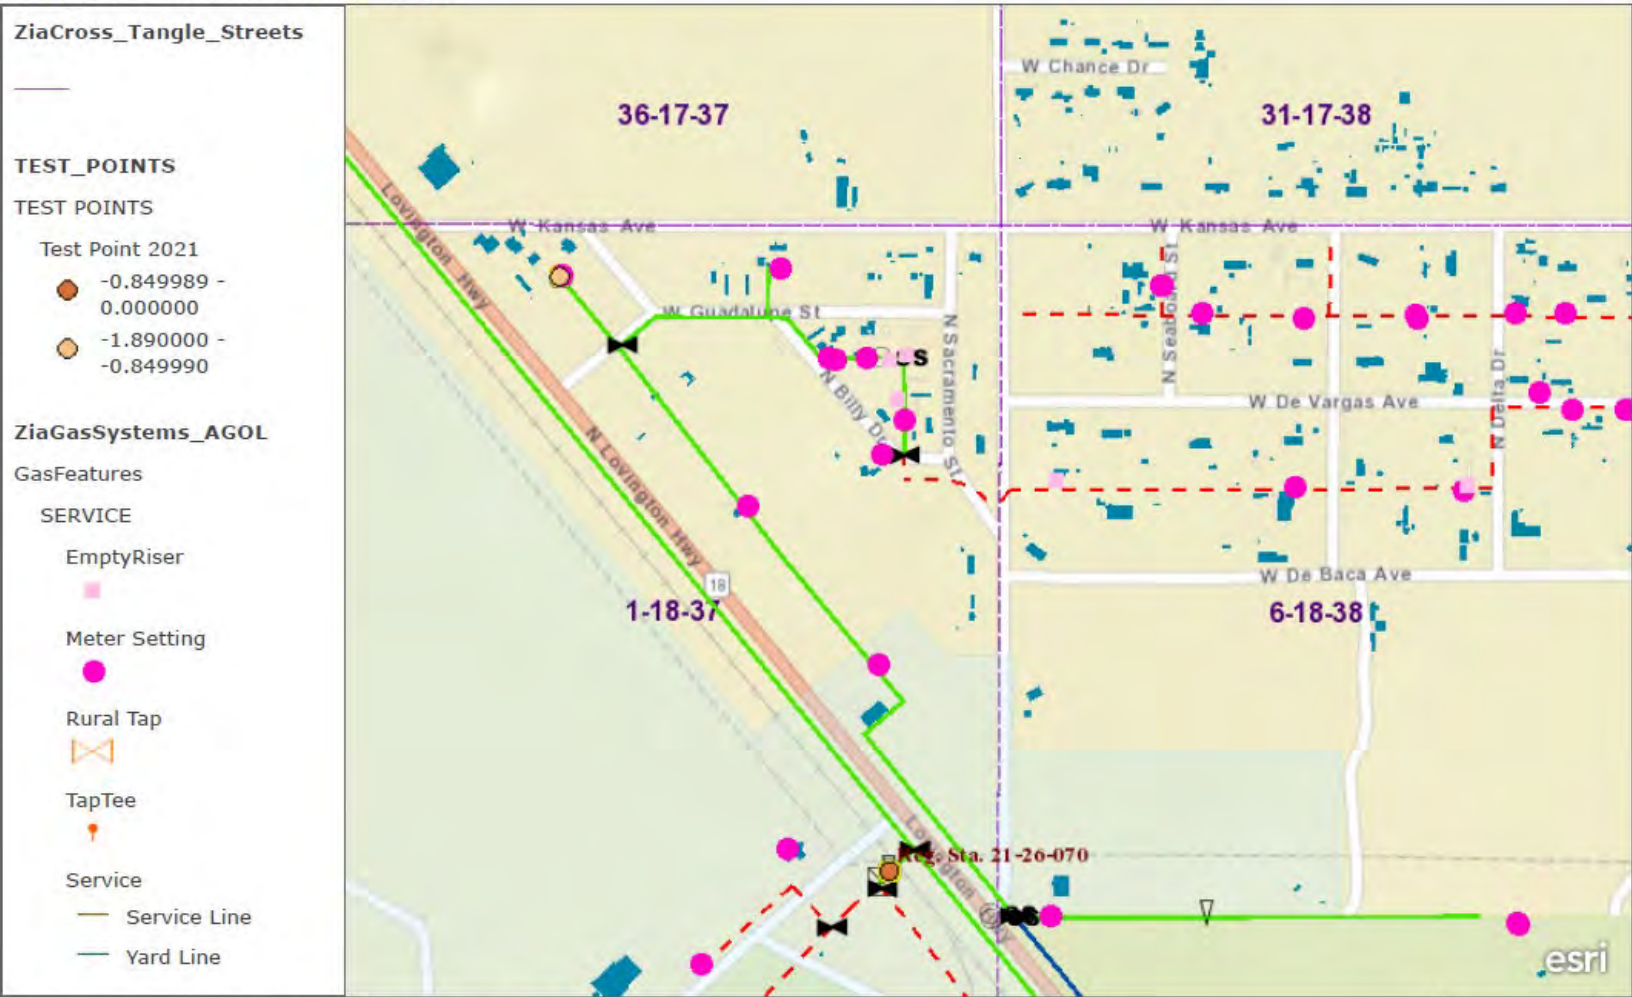 ZiaCross_Tangle_Streets
TEST_POINTS
TEST POINTS
Test Point 2021
-0.849989 -
0.000000
-1.890000 -
-0.849990
ZiaGasSystems_AGOL
GasFeatures
SERVICE
EmptyRiser
Meter Setting
Rural Tap
TapTee
Service
Service Line
Yard Line
W Chance Dr
36-17-37
31-17-38
Lovington Hwy
W Kansas Ave
W Kansas Ave
W Guadalupe St
N Seaboard St
N Sacramento St
N Billy Dr
S
W De Vargas Ave
N Delta Dr
N Lovington Hwy
18
W De Baca Ave
1-18-37
6-18-38
Lovington
Reg. Sta. 21-26-070
S
esri